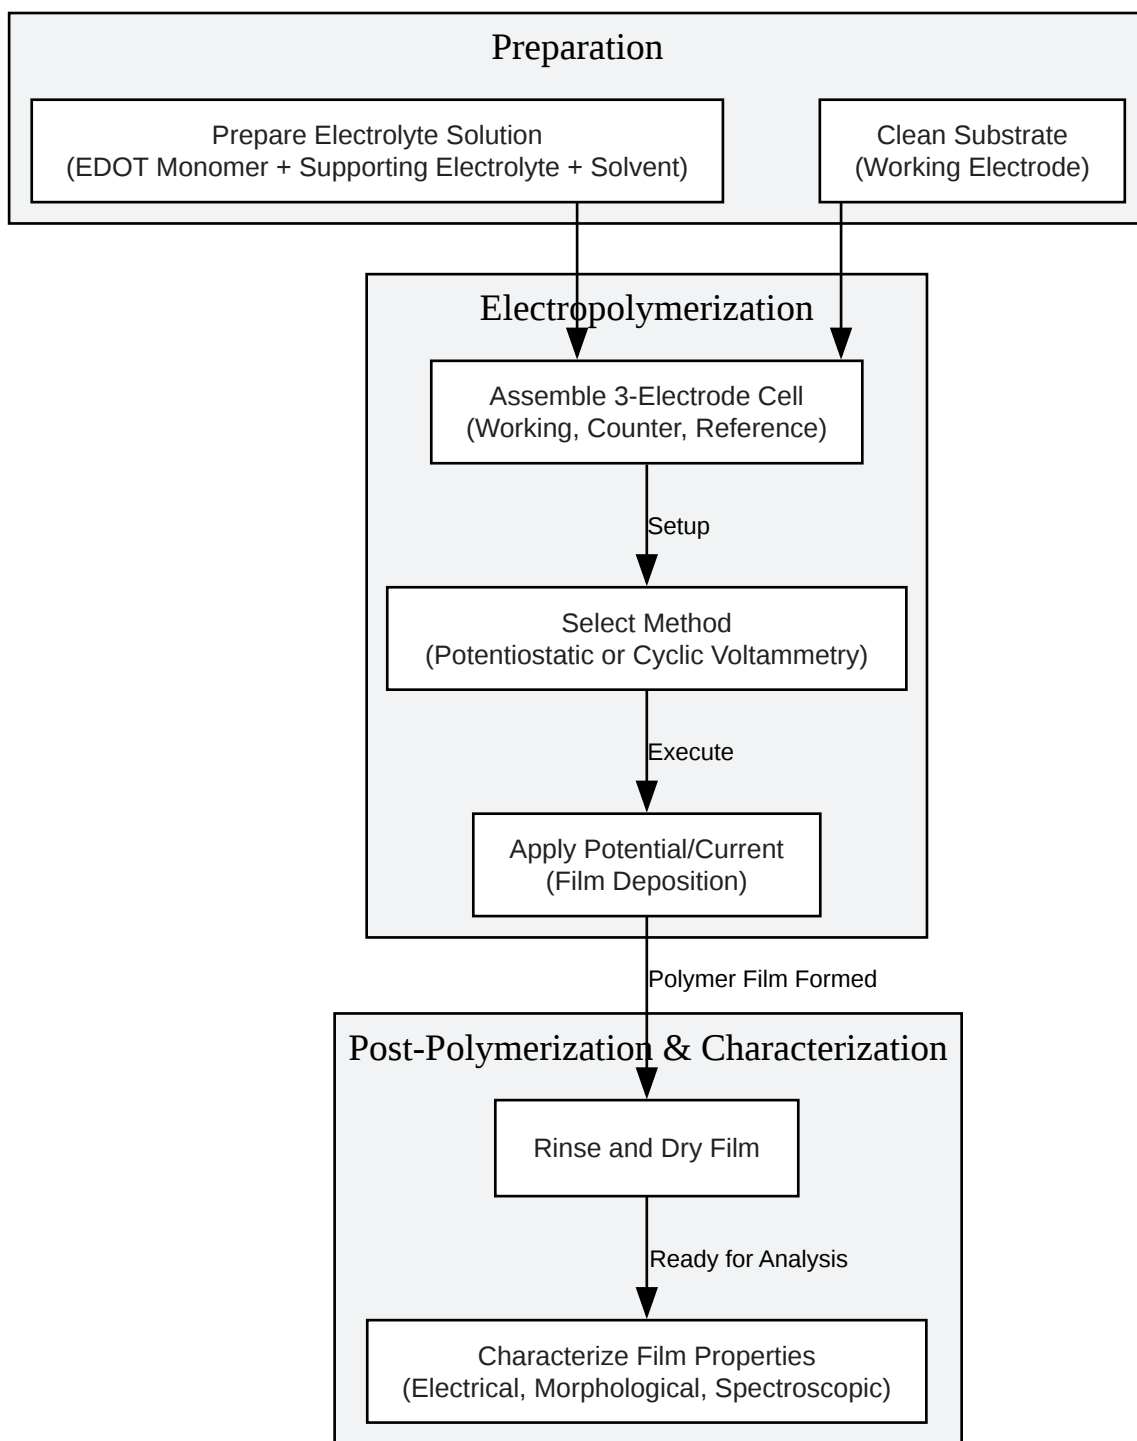 Preparation
Prepare Electrolyte Solution
(EDOT Monomer + Supporting Electrolyte + Solvent)
Clean Substrate
(Working Electrode)
Electropolymerization
Assemble 3-Electrode Cell
(Working, Counter, Reference)
Setup
Select Method
(Potentiostatic or Cyclic Voltammetry)
Execute
Apply Potential/Current
(Film Deposition)
Polymer Film Formed
Post-Polymerization & Characterization
Rinse and Dry Film
Ready for Analysis
Characterize Film Properties
(Electrical, Morphological, Spectroscopic)